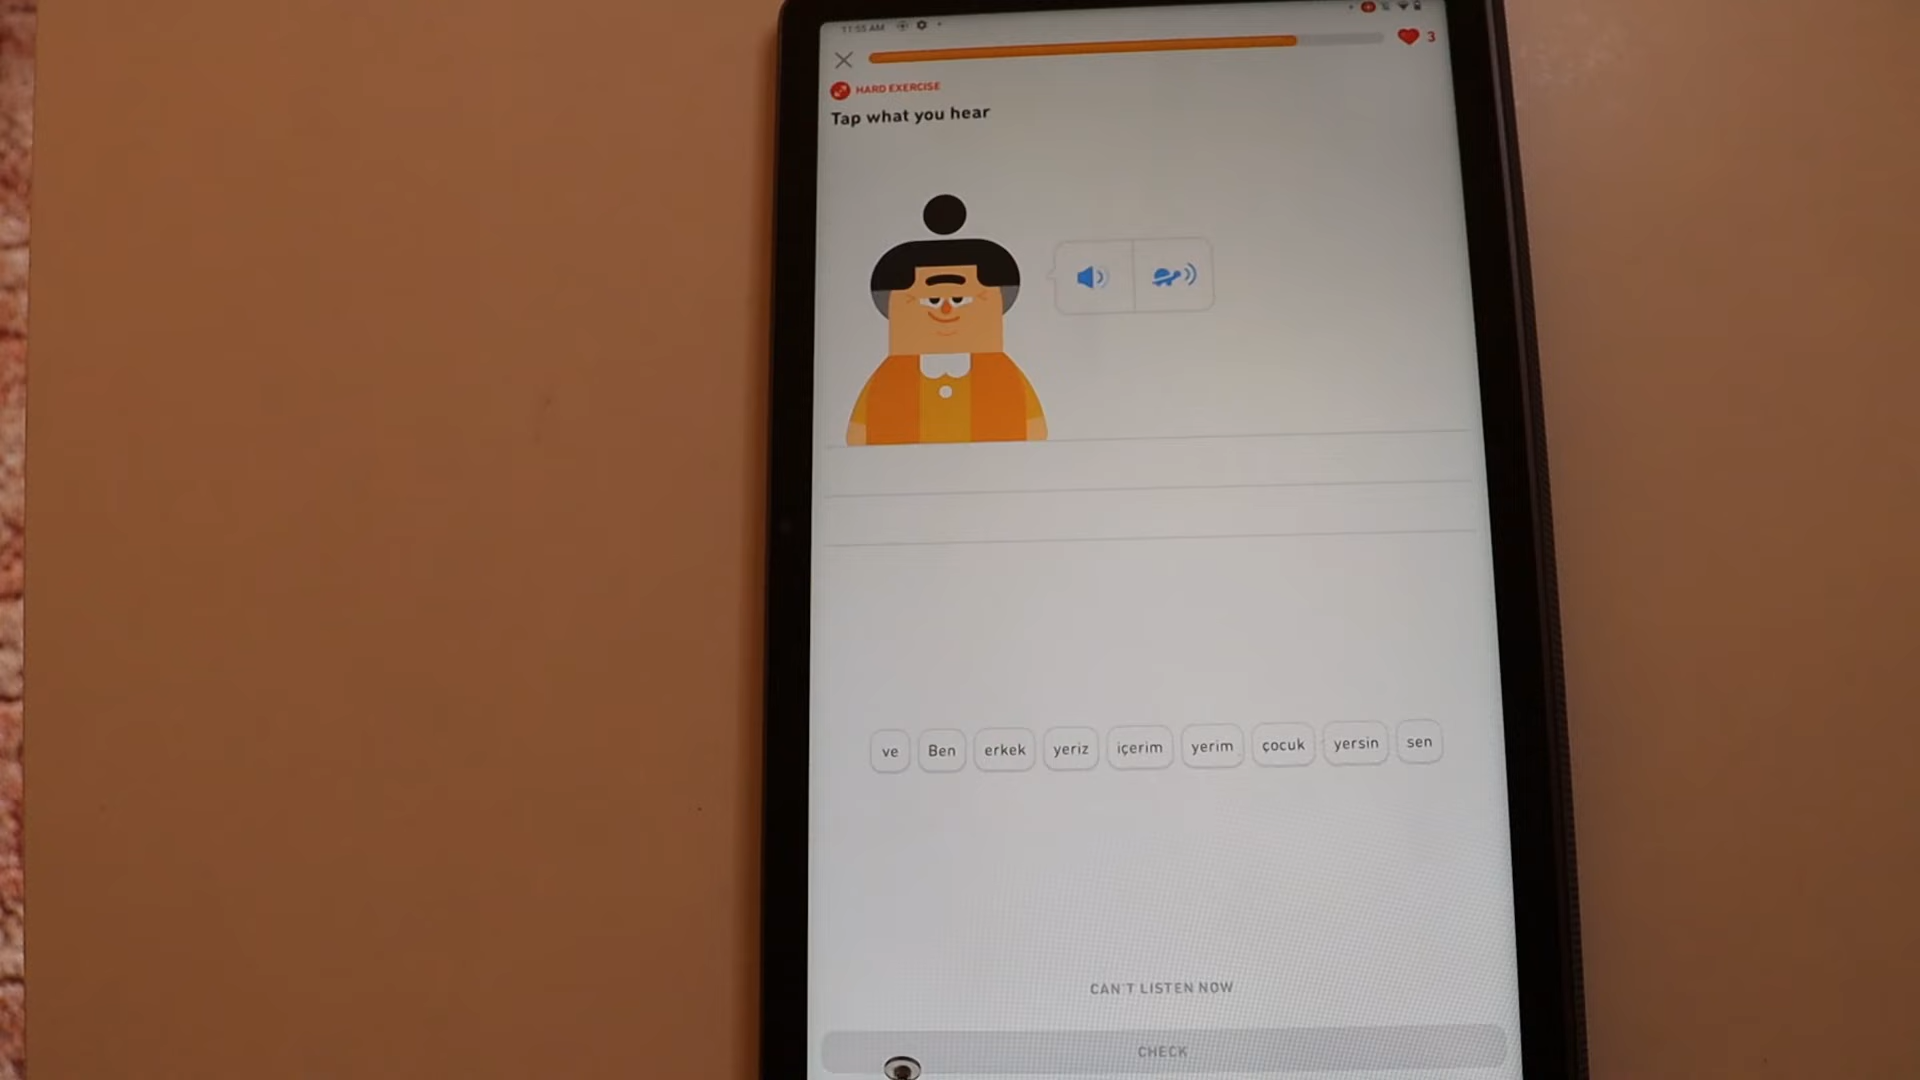 11:55 AM
3
HARD EXERCISE
Tap what you hear
ve Ben erkek yeriz içerim yerim çocuk yersin sen
CAN'T LISTEN NOW
CHECK